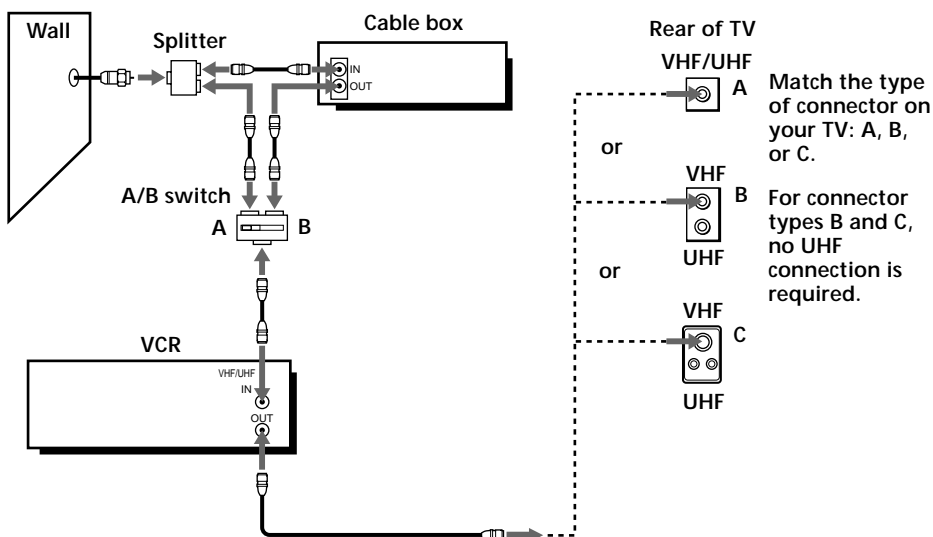 Wall
Splitter
Cable box
IN
OUT
A/B switch
A
B
VCR
VHF/UHF
IN
OUT
Rear of TV
VHF/UHF
A
or
VHF
B
UHF
or
VHF
C
UHF
Match the type
of connector on
your TV: A, B,
or C.
For connector
types B and C,
no UHF
connection is
required.